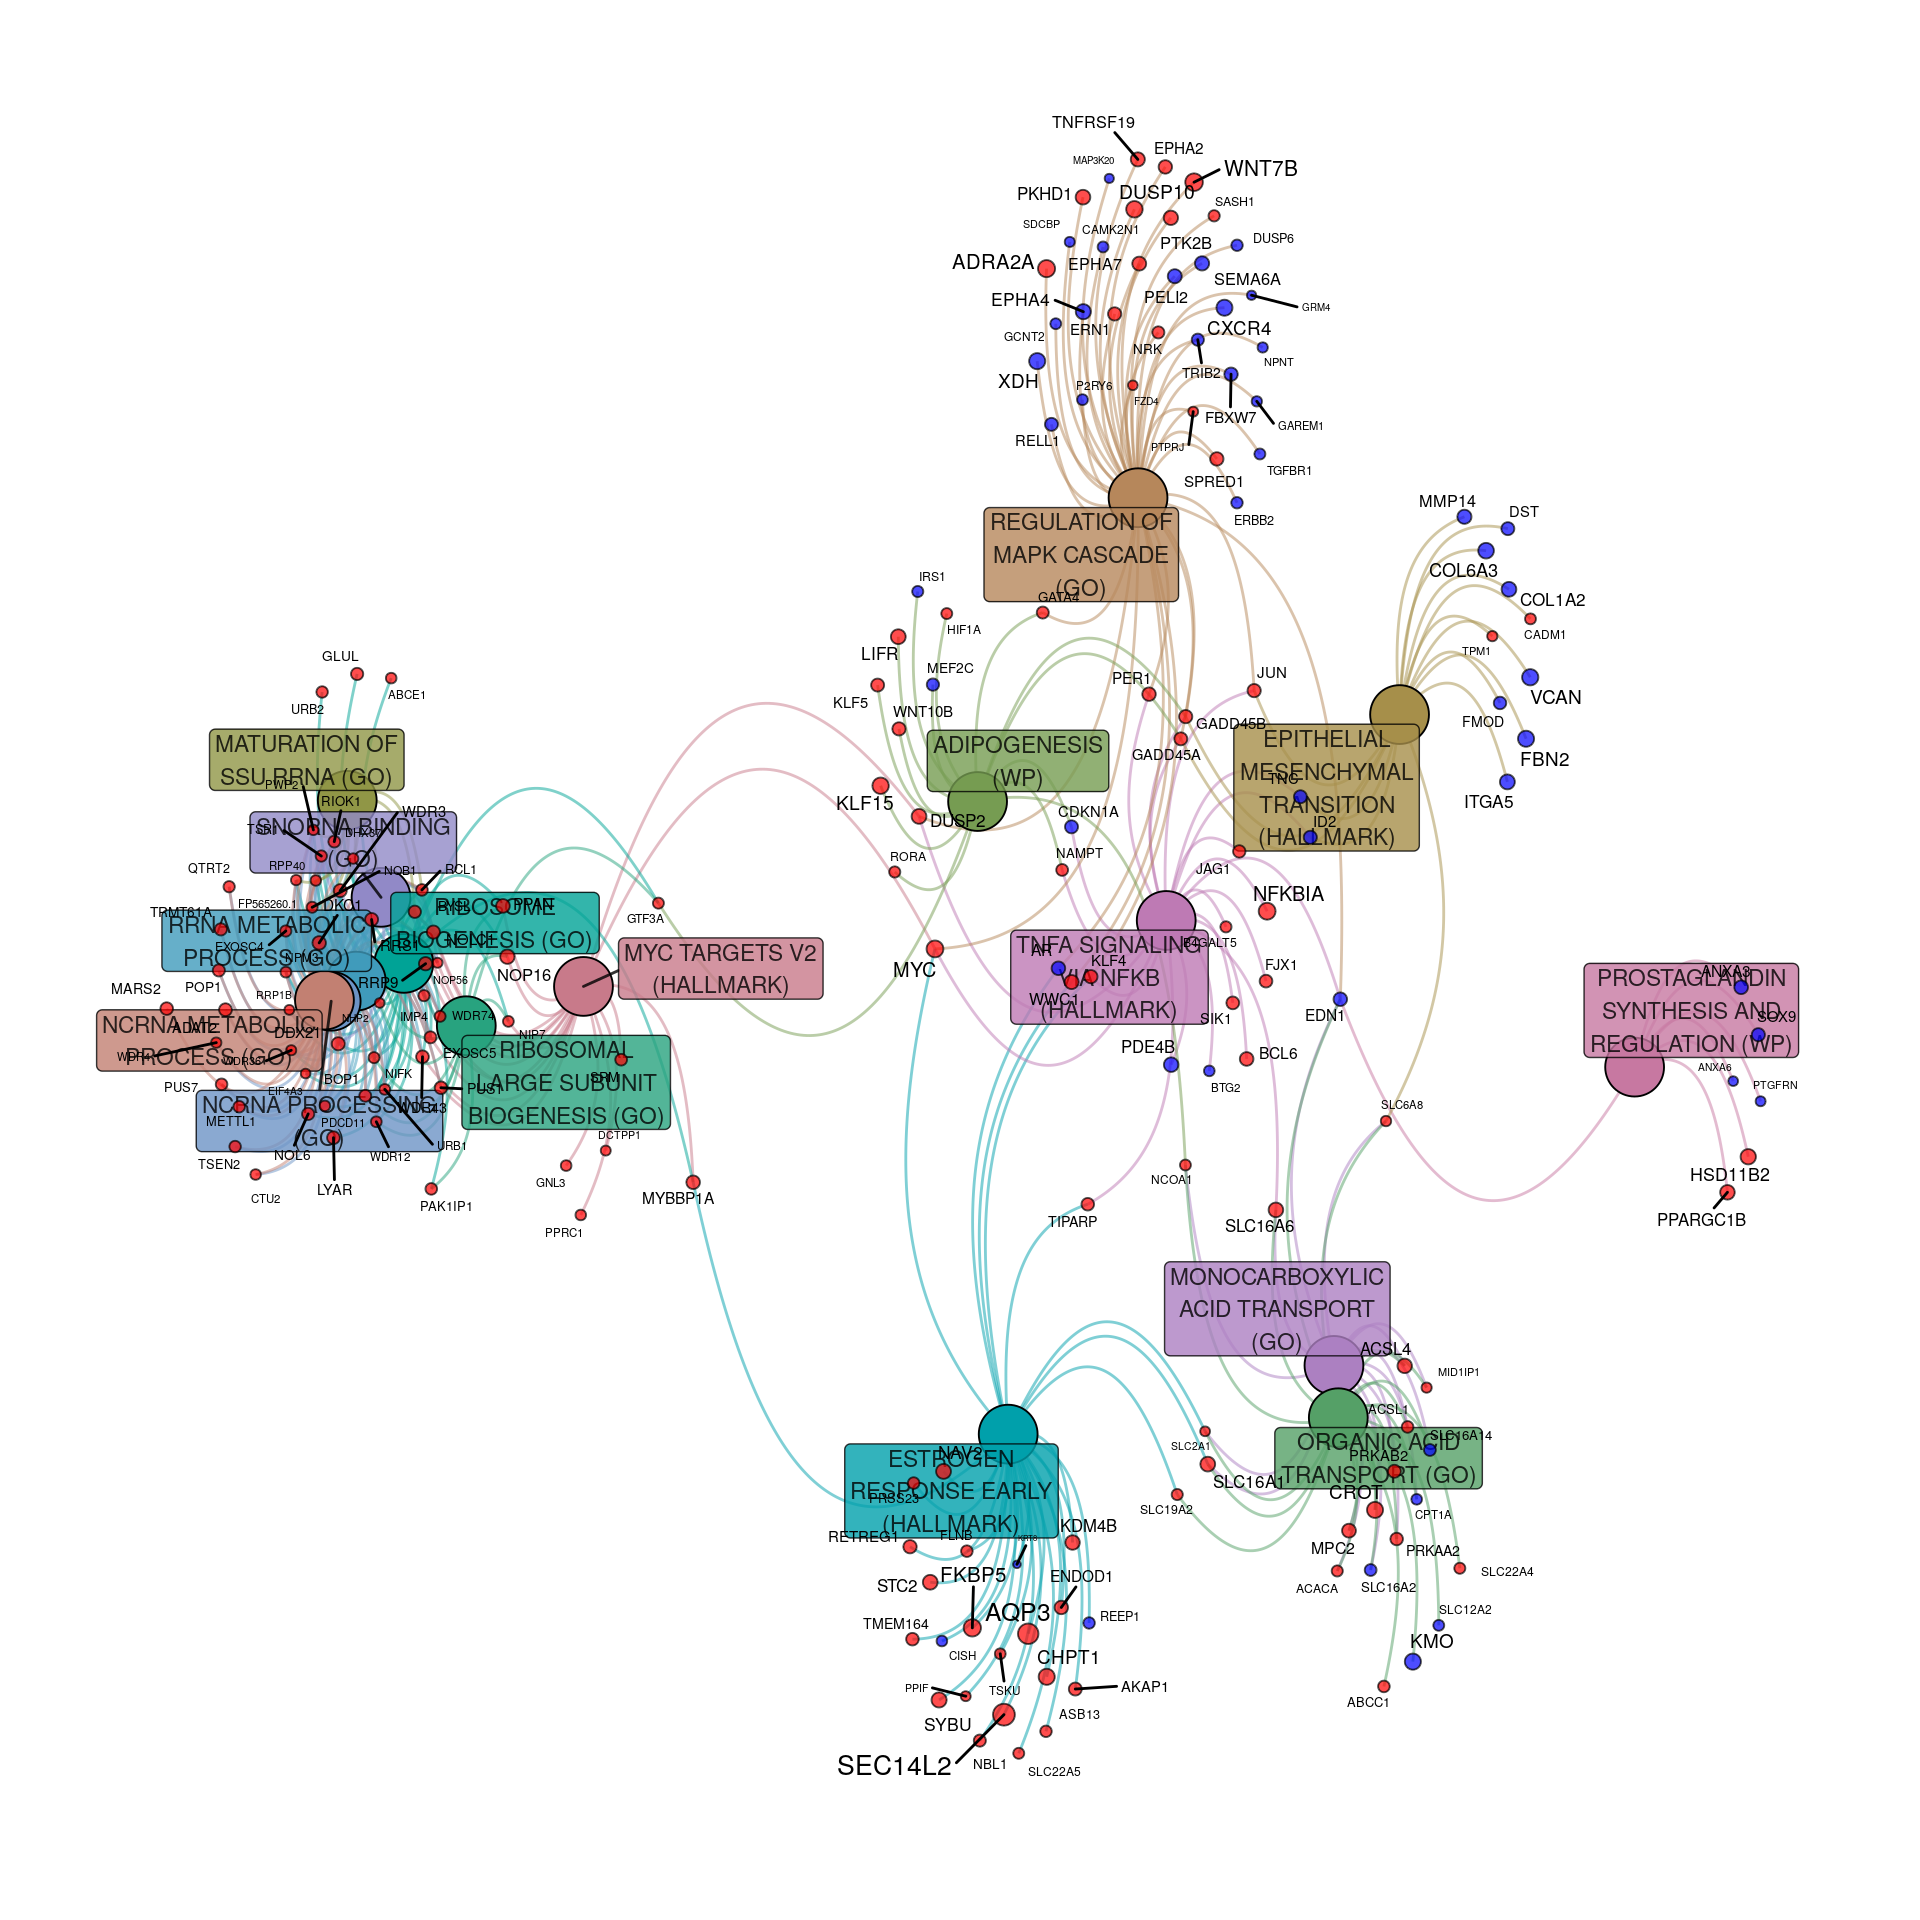 TNFRSF19
EPHA2
MAP3K20
WNT7B
PKHD1
DUSP10
SASH1
SDCBP
CAMK2N1
PTK2B
DUSP6
ADRA2A
EPHA7
SEMA6A
EPHA4
PELI2
GRM4
GCNT2
ERN1
CXCR4
NRK
NPNT
XDH
P2RY6
TRIB2
FZD4
FBXW7
GAREM1
RELL1
PTPRJ
TGFBR1
SPRED1
ERBB2
REGULATION OF
MAPK CASCADE
(GO)
MMP14
DST
COL6A3
COL1A2
CADM1
TPM1
VCAN
FMOD
FBN2
ITGA5
IRS1
GATA4
HIF1A
LIFR
MEF2C
KLF5
WNT10B
PER1
JUN
GADD45B
GADD45A
ADIPOGENESIS
(WP)
EPITHELIAL
MESENCHYMAL
TRANSITION
(HALLMARK)
TNC
ID2
KLF15
DUSP2
CDKN1A
NAMPT
RORA
JAG1
NFKBIA
B4GALT5
TNFA SIGNALING
VIA NFKB
(HALLMARK)
AR
KLF4
WWC1
MYC
FJX1
SIK1
EDN1
PDE4B
BCL6
BTG2
SLC6A8
GLUL
URB2
ABCE1
MATURATION OF
SSU RRNA (GO)
PWP2
RIOK1
WDR3
SNORNA BINDING
(GO)
TSR1
DHX37
RPP40
NOB1
RCL1
QTRT2
FP565260.1
DKC1
TRMT61A
BYSL
PPAN
RIBOSOME
BIOGENESIS (GO)
NOLC1
RRNA METABOLIC
PROCESS (GO)
EXOSC4
NPM3
RRS1
GTF3A
MYC TARGETS V2
(HALLMARK)
NOP16
NOP56
RRP9
MARS2
POP1
RRP1B
NHP2
IMP4
WDR74
NIP7
NCRNA METABOLIC
PROCESS (GO)
ADAT2
DDX21
WDR4
WDR36
EXOSC5
RIBOSOMAL
LARGE SUBUNIT
BIOGENESIS (GO)
SRM
PUS7
EIF4A3
BOP1
NIFK
PUS1
NCRNA PROCESSING
(GO)
WDR43
METTL1
PDCD11
NOL6
WDR12
URB1
DCTPP1
TSEN2
CTU2
LYAR
PAK1IP1
GNL3
MYBBP1A
PPRC1
PROSTAGLANDIN
SYNTHESIS AND
REGULATION (WP)
ANXA3
SOX9
ANXA6
PTGFRN
HSD11B2
PPARGC1B
NCOA1
TIPARP
SLC16A6
MONOCARBOXYLIC
ACID TRANSPORT
(GO)
ACSL4
MID1IP1
ACSL1
SLC16A14
ORGANIC ACID
TRANSPORT (GO)
PRKAB2
SLC2A1
SLC16A1
CROT
SLC19A2
CPT1A
MPC2
PRKAA2
ACACA
SLC16A2
SLC22A4
SLC12A2
KMO
ABCC1
ESTROGEN
RESPONSE EARLY
(HALLMARK)
NAV2
PRSS23
RETREG1
FLNB
KRT8
KDM4B
STC2
FKBP5
ENDOD1
AQP3
REEP1
TMEM164
CISH
CHPT1
PPIF
TSKU
AKAP1
SYBU
ASB13
SEC14L2
NBL1
SLC22A5